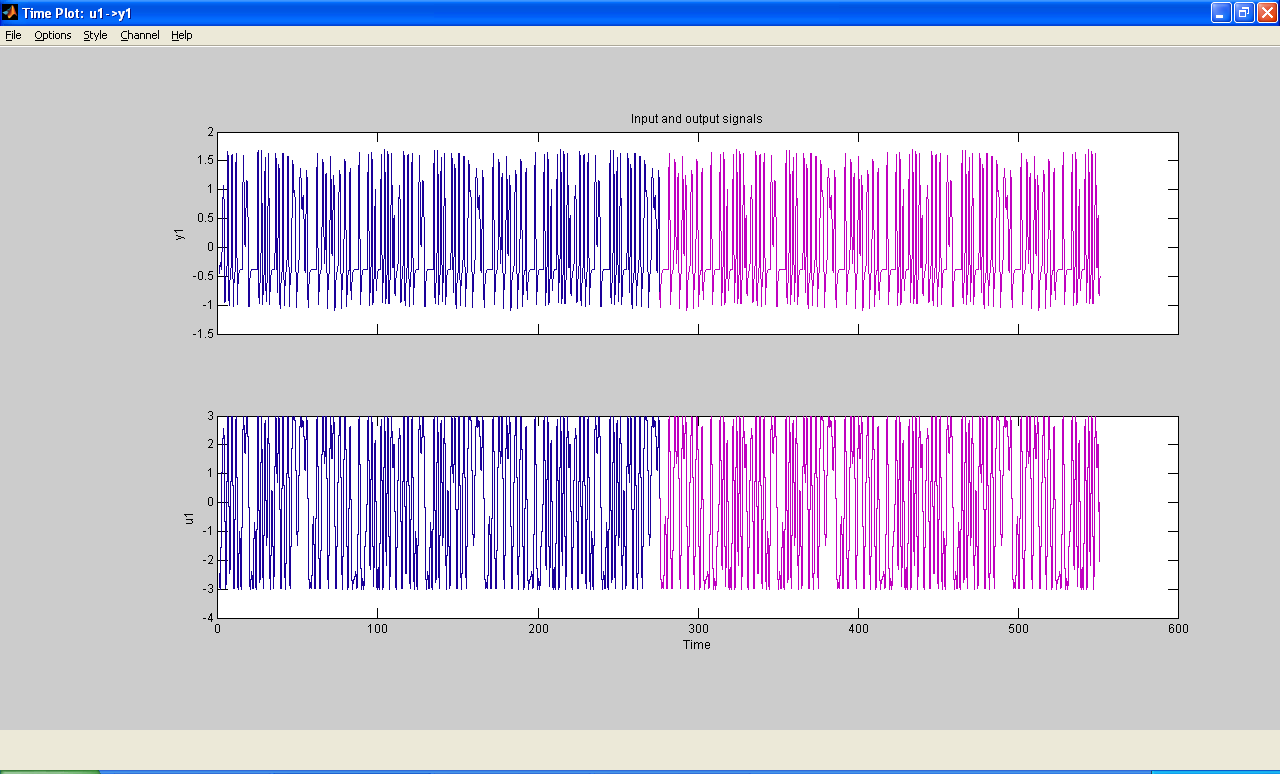 Time Plot: u1->y1
File Options Style Channel Help
Input and output signals
2
1.5
1
0.5
0
-0.5
-1
-1.5
y1
3
2
1
0
-1
-2
-3
-4
u1
0 100 200 300 400 500 600
Time